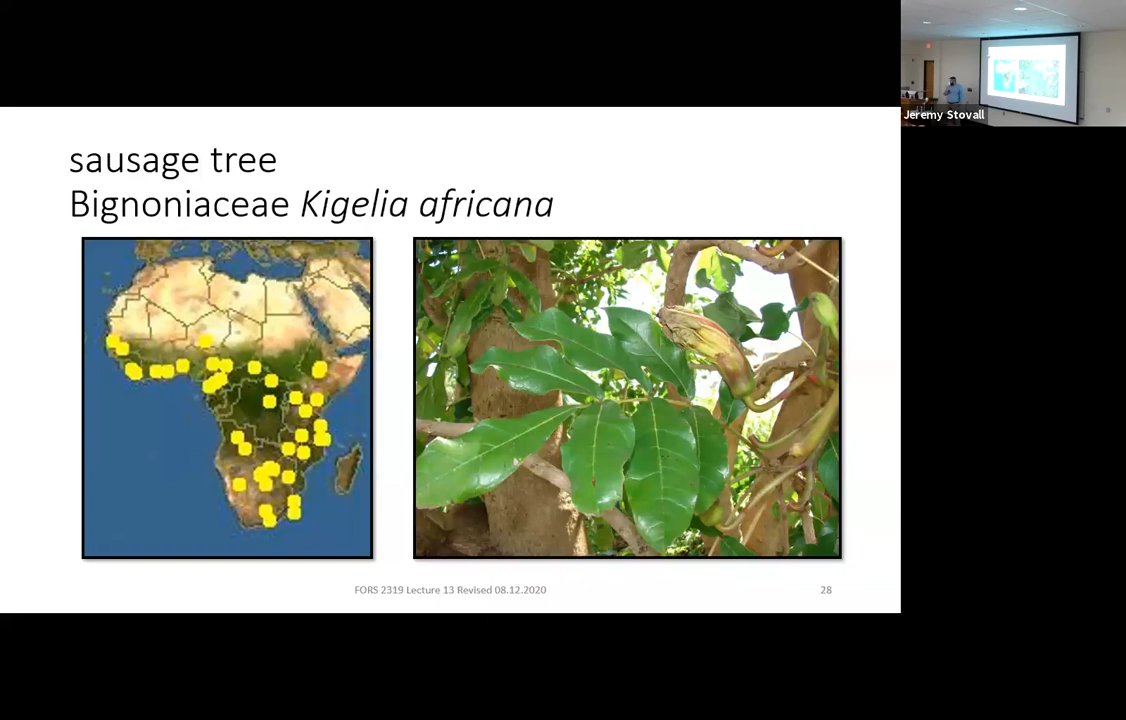 sausage tree
Bignoniaceae Kigelia africana
FORS 2319 Lecture 13 Revised 08.12.2020
28
Jeremy Stovall